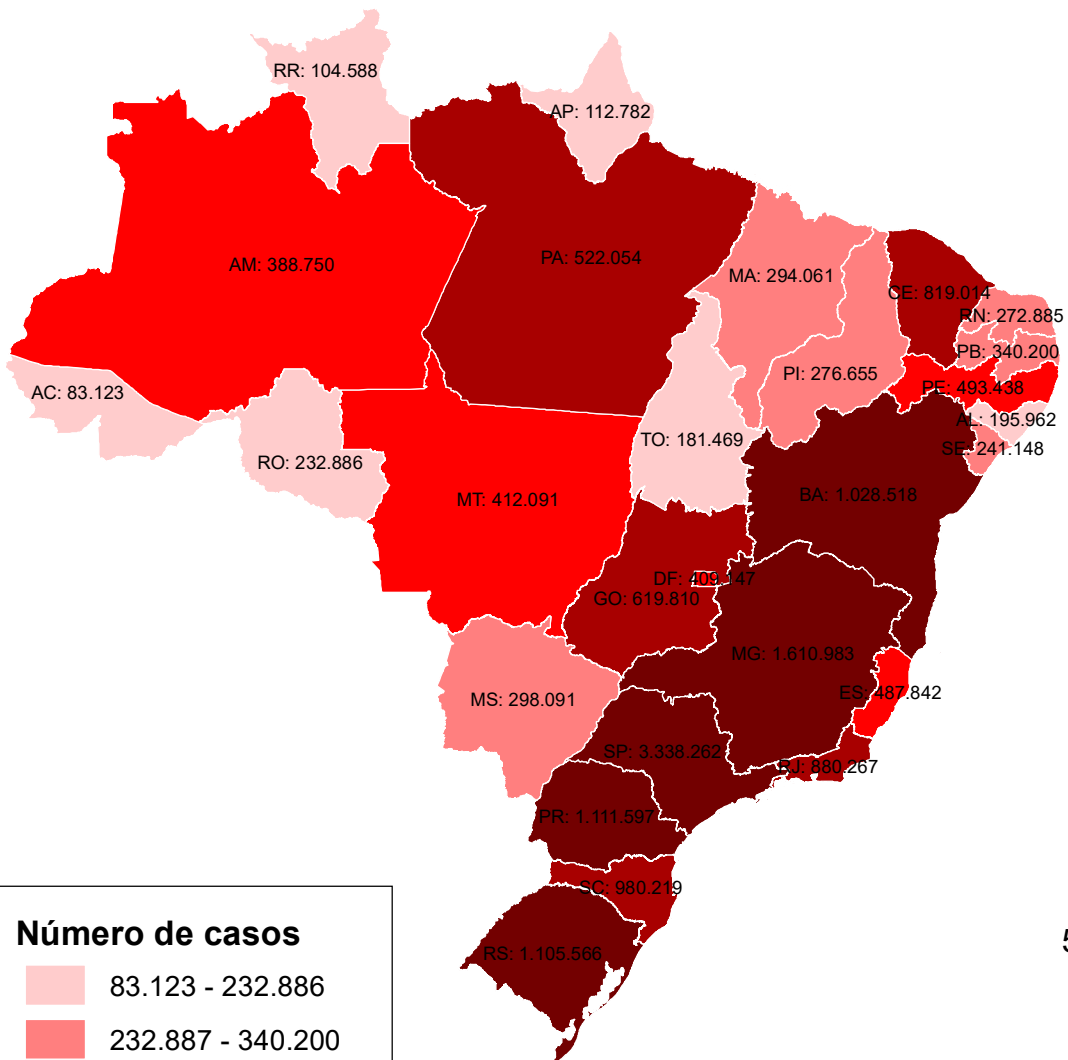 RR: 104.588
AP: 112.782
AM: 388.750
PA: 522.054
MA: 294.061
CE: 819.014
RN: 272.885
PB: 340.200
PI: 276.655
PE: 493.438
AC: 83.123
AL: 195.962
TO: 181.469
SE: 241.148
RO: 232.886
BA: 1.028.518
MT: 412.091
DF: 409.147
GO: 619.810
MG: 1.610.983
ES: 487.842
MS: 298.091
SP: 3.338.262
RJ: 880.267
PR: 1.111.597
SC: 980.219
RS: 1.105.566
Número de casos
83.123 - 232.886
232.887 - 340.200